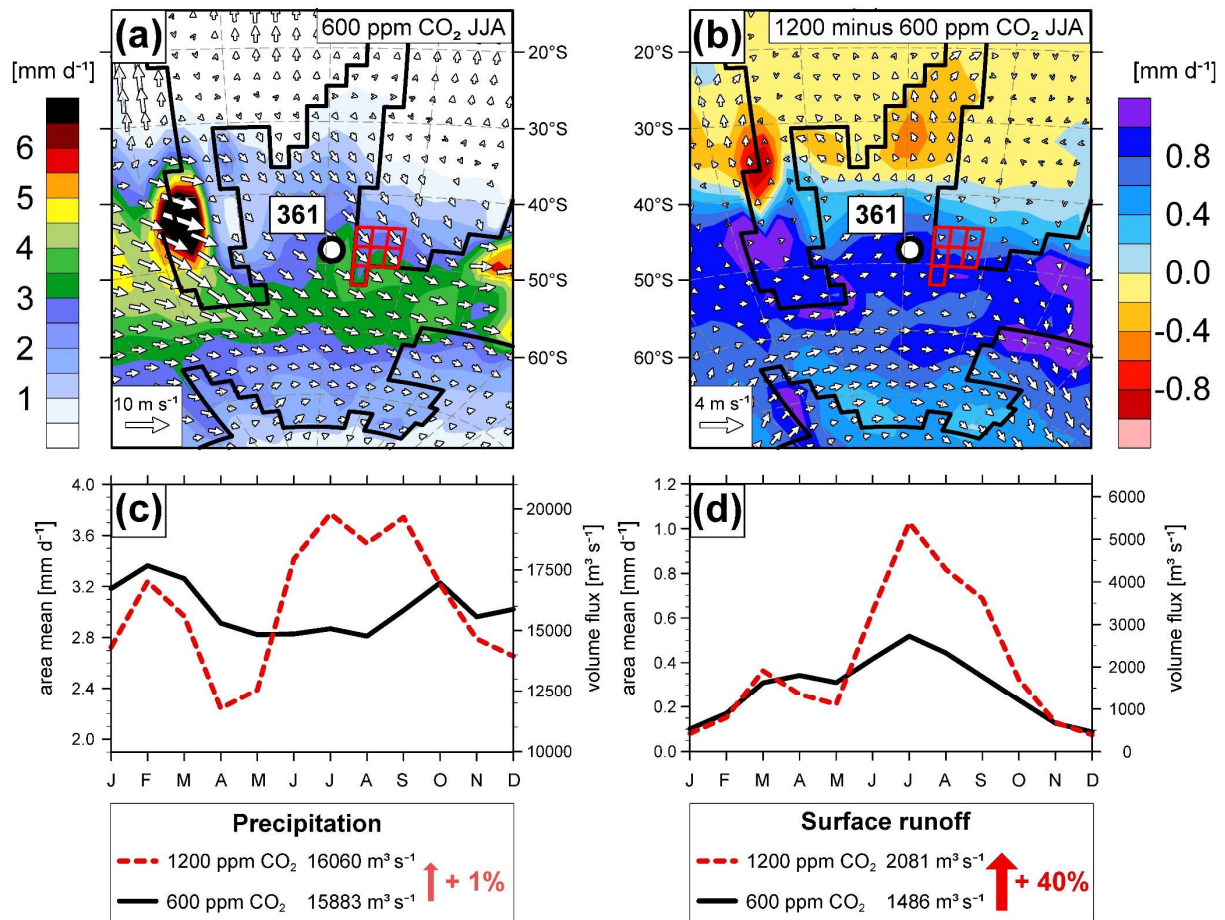 (a)
600 ppm CO₂ JJA
[mm d⁻¹]
6
5
4
3
2
1
361
10 m s⁻¹
20°S
30°S
40°S
50°S
60°S
(b)
1200 minus 600 ppm CO₂ JJA
361
4 m s⁻¹
20°S
30°S
40°S
50°S
60°S
[mm d⁻¹]
0.8
0.4
0.0
-0.4
-0.8
(c)
area mean [mm d⁻¹]
4.0
3.6
3.2
2.8
2.4
2.0
J F M A M J J A S O N D
20000
17500
15000
12500
10000
volume flux [m³ s⁻¹]
(d)
area mean [mm d⁻¹]
1.2
1.0
0.8
0.6
0.4
0.2
0.0
J F M A M J J A S O N D
6000
5000
4000
3000
2000
1000
0
volume flux [m³ s⁻¹]
Precipitation
1200 ppm CO₂ 16060 m³ s⁻¹
600 ppm CO₂ 15883 m³ s⁻¹
+ 1%
Surface runoff
1200 ppm CO₂ 2081 m³ s⁻¹
600 ppm CO₂ 1486 m³ s⁻¹
+ 40%